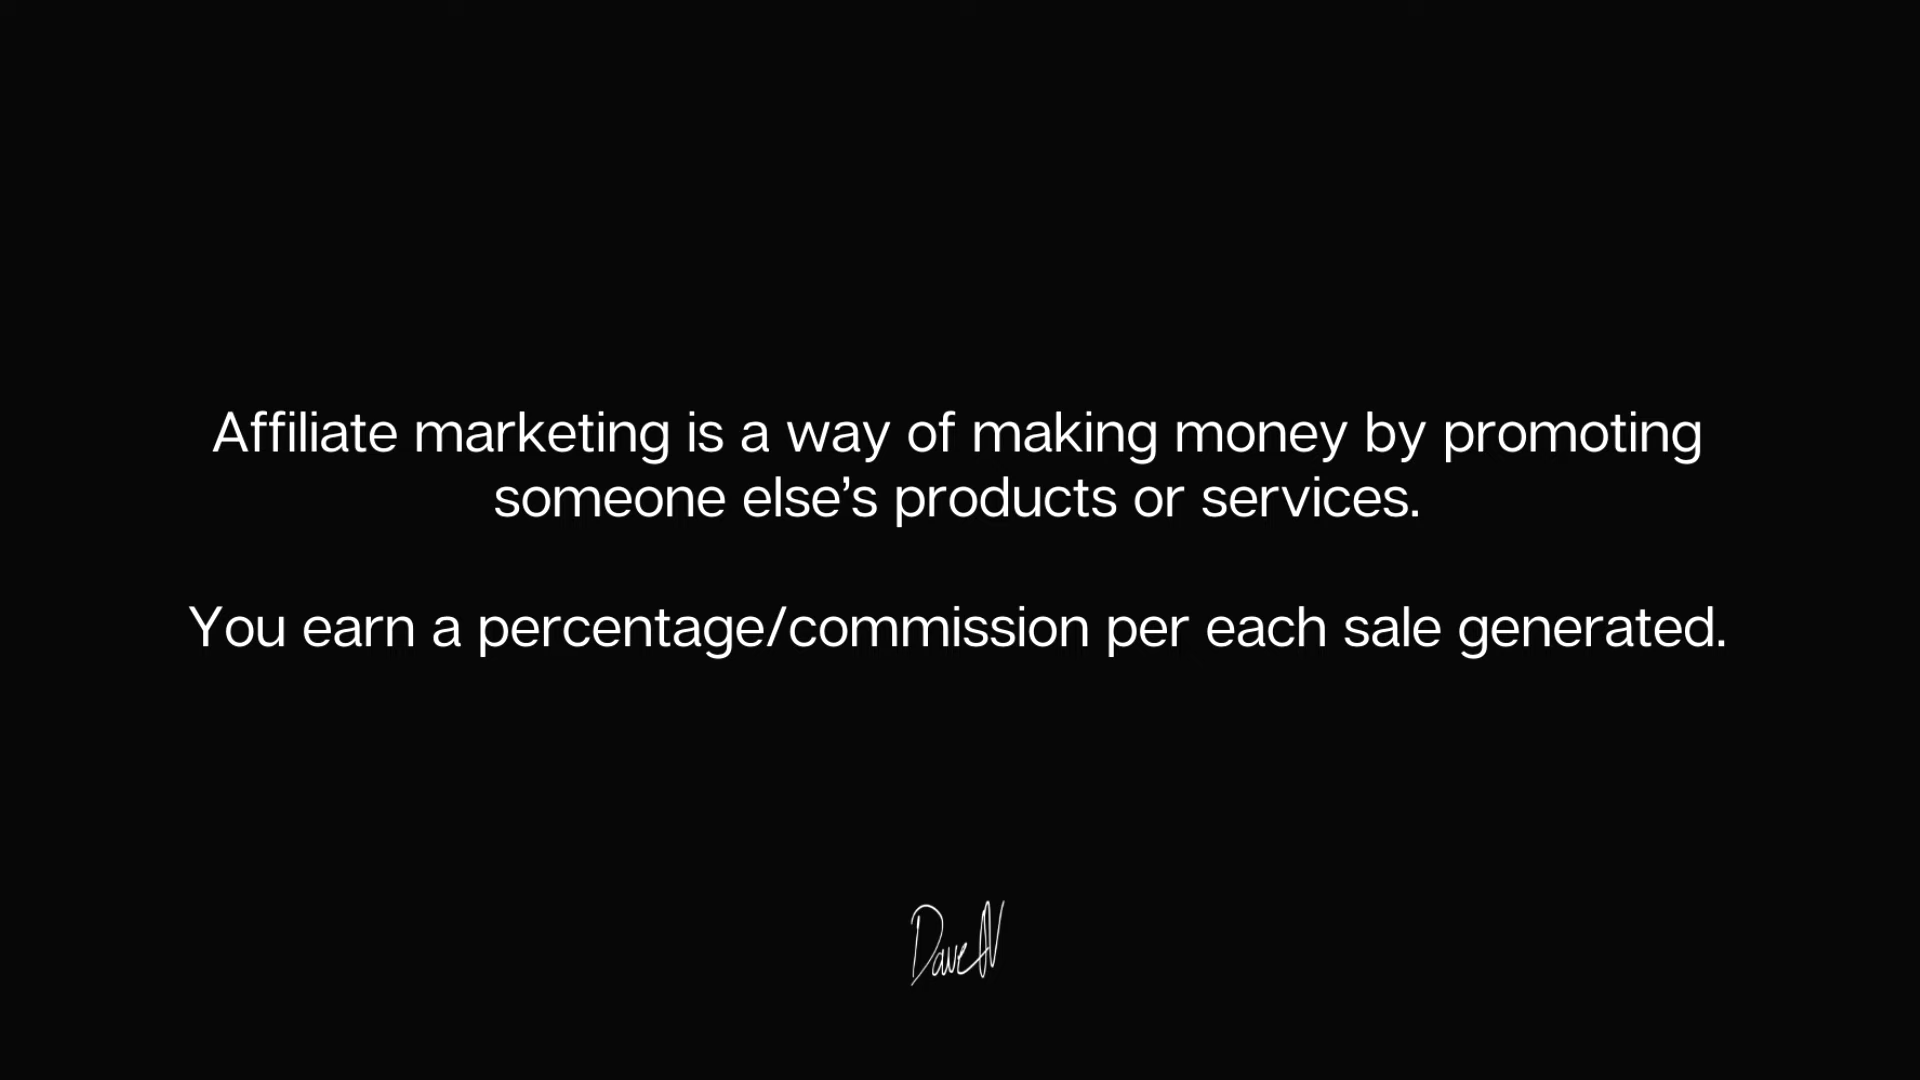 Affiliate marketing is a way of making money by promoting
someone else’s products or services.
You earn a percentage/commission per each sale generated.
Dave N